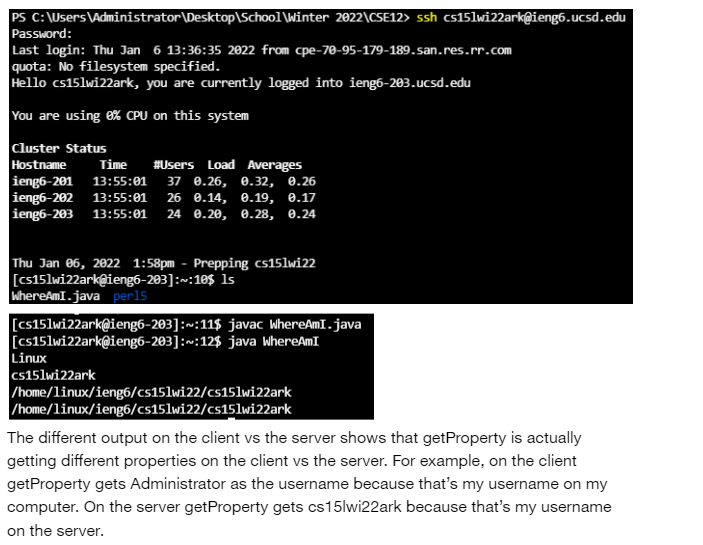 PS C:\Users\Administrator\Desktop\School\Winter 2022\CSE12> ssh cs15lwi22ark@ieng6.ucsd.edu
Password:
Last login: Thu Jan  6 13:36:35 2022 from cpe-70-95-179-189.san.res.rr.com
quota: No filesystem specified.
Hello cs15lwi22ark, you are currently logged into ieng6-203.ucsd.edu
You are using 0% CPU on this system
Cluster Status
Hostname     Time    #Users  Load  Averages
ieng6-201   13:55:01   37  0.26,  0.32,  0.26
ieng6-202   13:55:01   26  0.14,  0.19,  0.17
ieng6-203   13:55:01   24  0.20,  0.28,  0.24
Thu Jan 06, 2022  1:58pm - Prepping cs15lwi22
[cs15lwi22ark@ieng6-203]:~:10$ ls
WhereAmI.java  perl5
[cs15lwi22ark@ieng6-203]:~:11$ javac WhereAmI.java
[cs15lwi22ark@ieng6-203]:~:12$ java WhereAmI
Linux
cs15lwi22ark
/home/linux/ieng6/cs15lwi22/cs15lwi22ark
/home/linux/ieng6/cs15lwi22/cs15lwi22ark
The different output on the client vs the server shows that getProperty is actually
getting different properties on the client vs the server. For example, on the client
getProperty gets Administrator as the username because that's my username on my
computer. On the server getProperty gets cs15lwi22ark because that's my username
on the server.